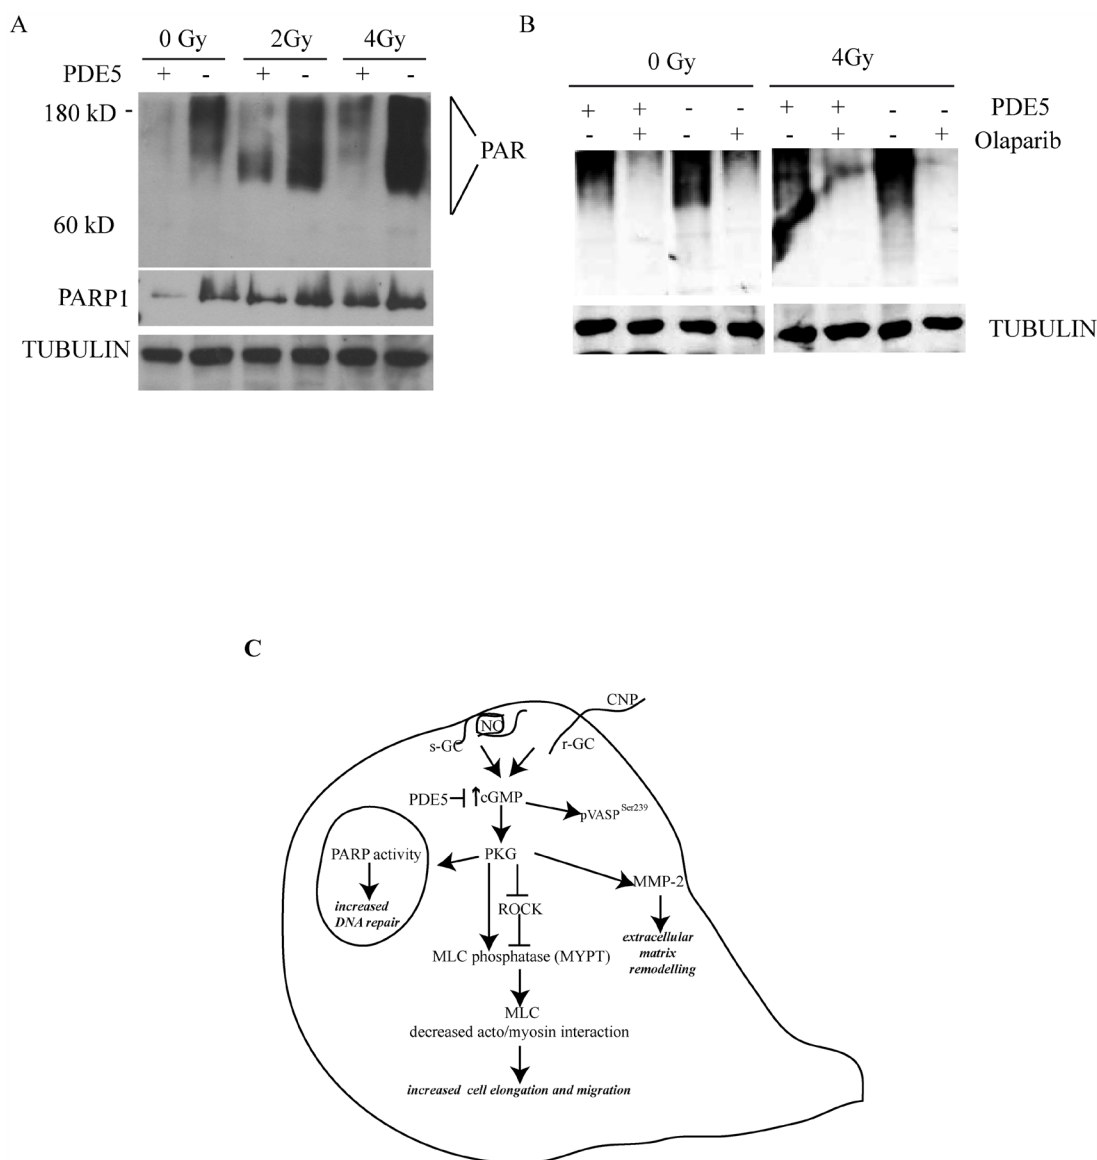 A
0 Gy 2Gy 4Gy
PDE5 + - + - + -
180 kD -
PAR
60 kD
PARP1
TUBULIN
B
0 Gy 4Gy
+ + - - + + - - PDE5
- + - + - + - + Olaparib
TUBULIN
C
CNP
NO
s-GC r-GC
PDE5 cGMP
pVASP Ser239
PARP activity PKG
MMP-2
increased
DNA repair
ROCK
extracellular
matrix
remodelling
MLC phosphatase (MYPT)
MLC
decreased acto/myosin interaction
increased cell elongation and migration